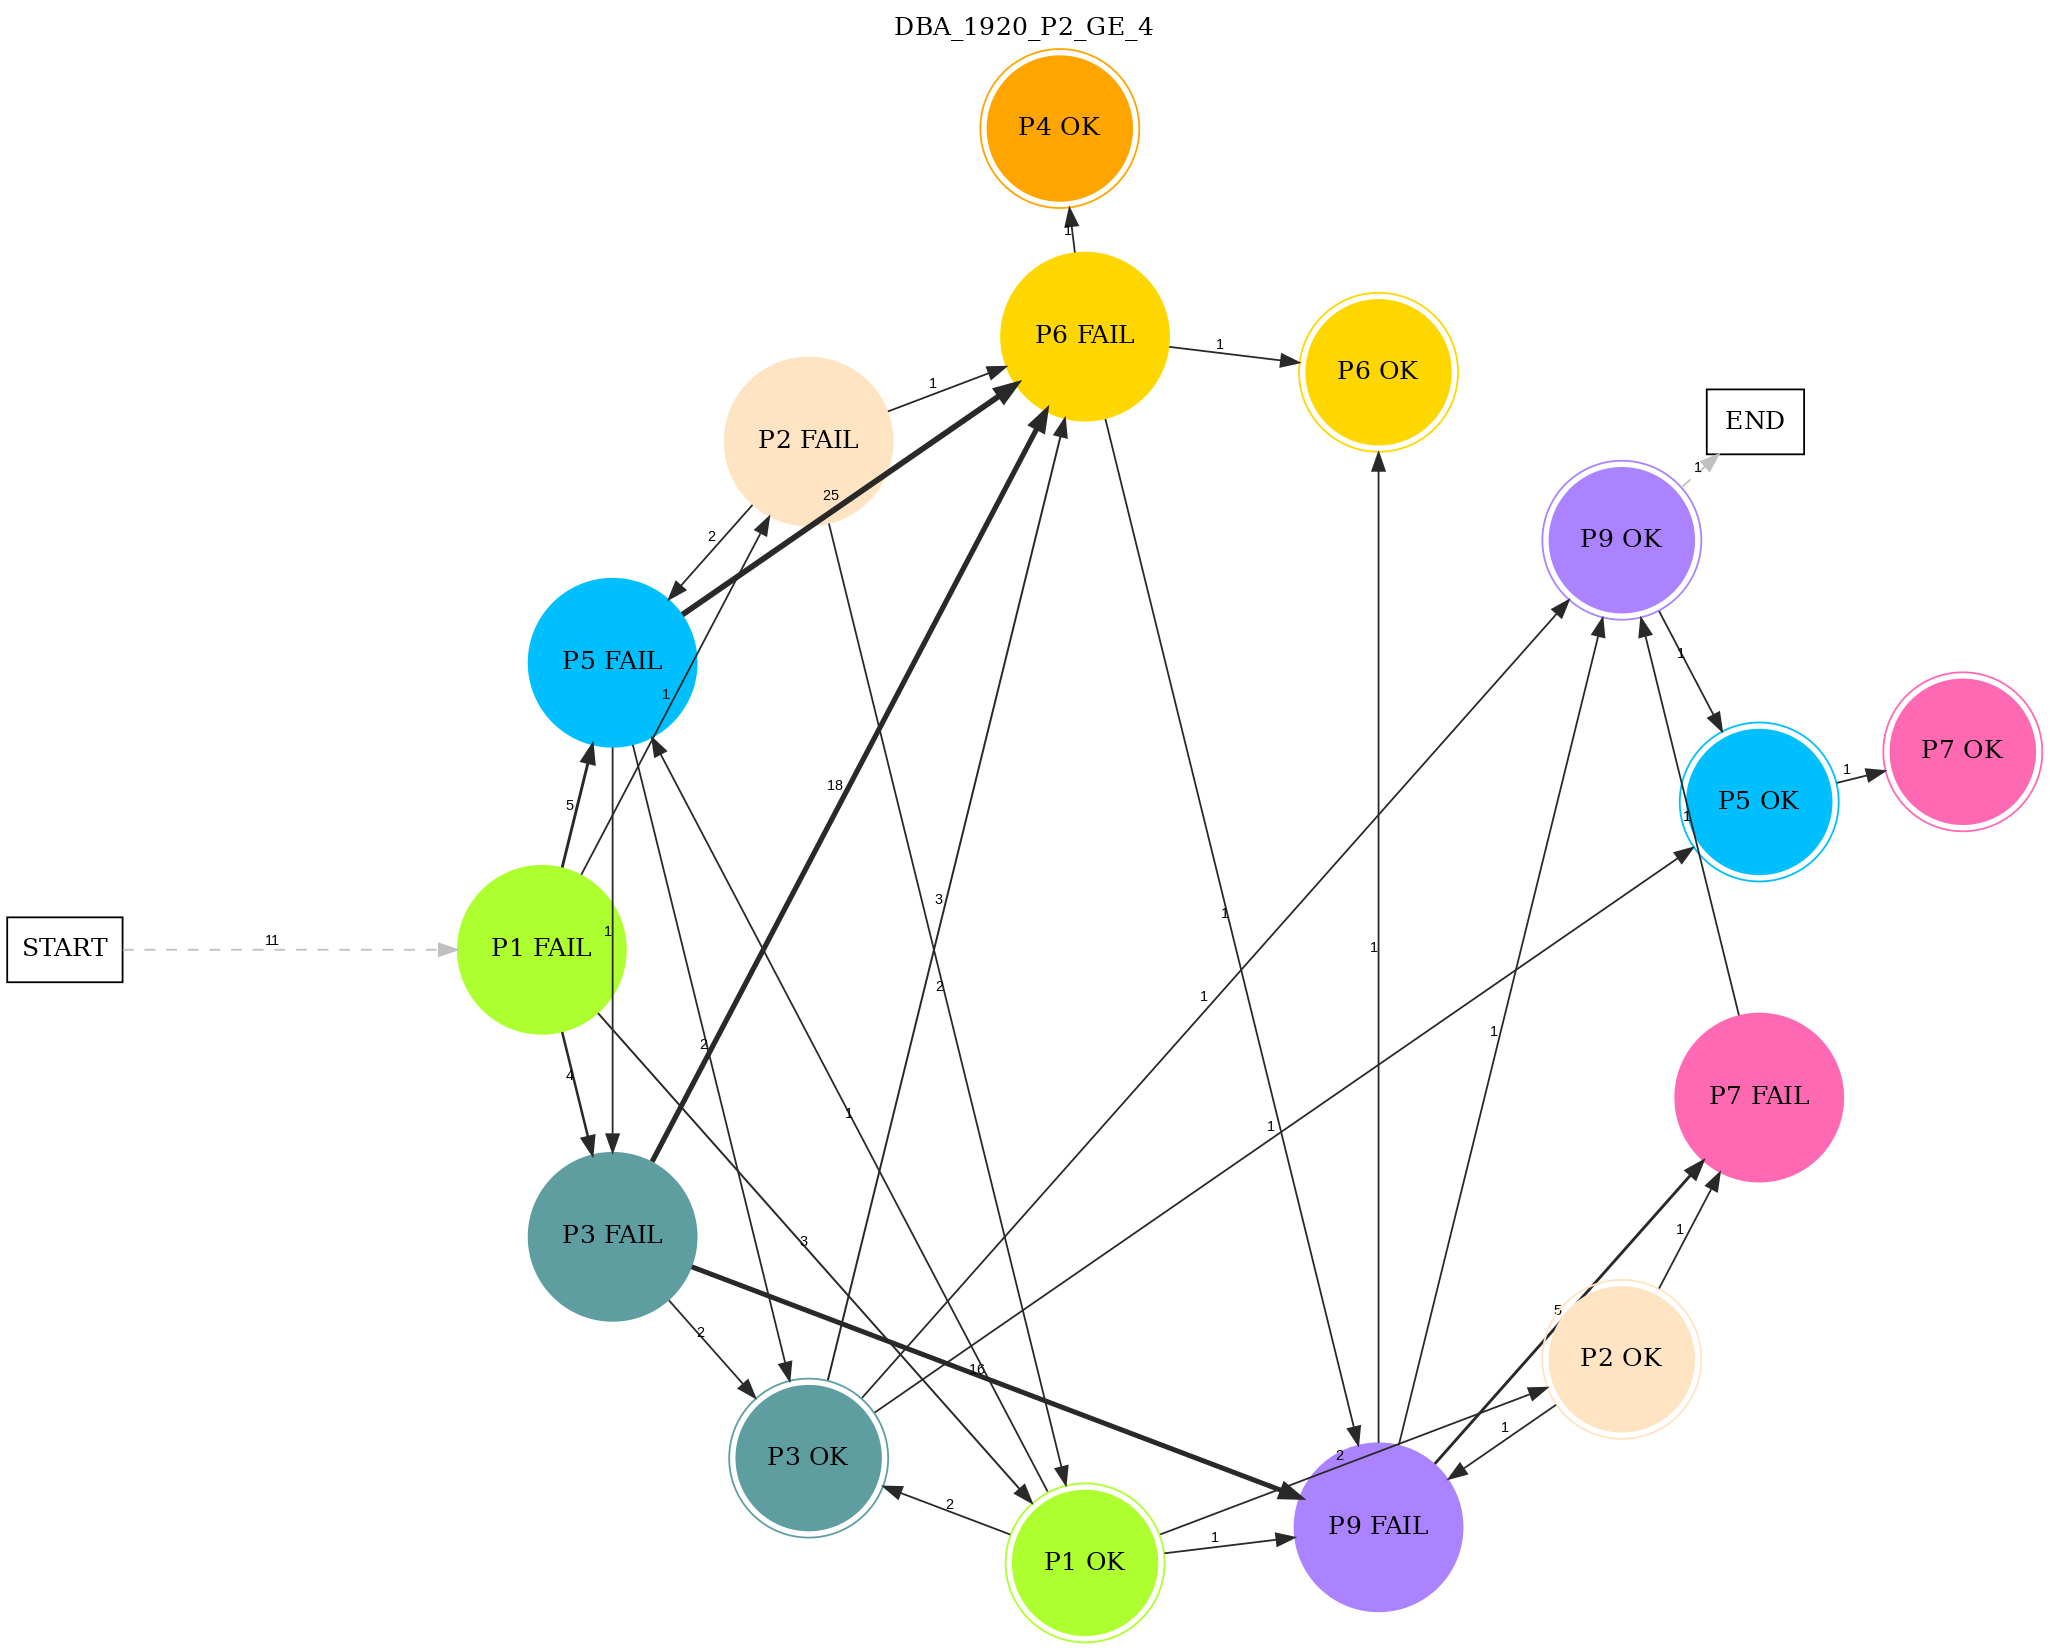 DBA_1920_P2_GE_4
P4 OK
1
P6 FAIL
1
P6 OK
1
P2 FAIL
END
1
25
P9 OK
2
P5 FAIL
1
1
P7 OK
1
P5 OK
1
5
18
1
3
1
START
11
P1 FAIL
1
1
2
1
1
2
4
P7 FAIL
1
1
P3 FAIL
3
1
5
2
16
P2 OK
1
2
P3 OK
2
1
P9 FAIL
P1 OK